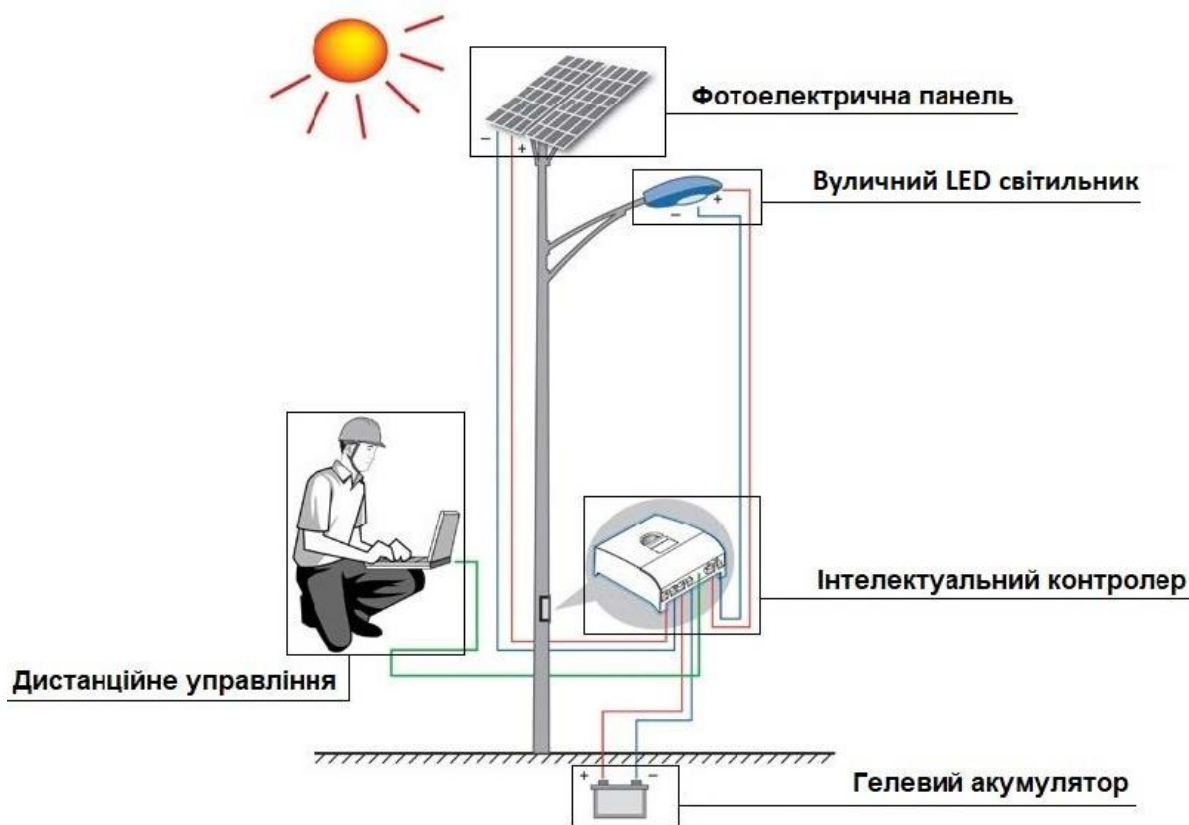 Фотоелектрична панель
Вуличний LED світильник
Інтелектуальний контролер
Дистанційне управління
Гелевий акумулятор